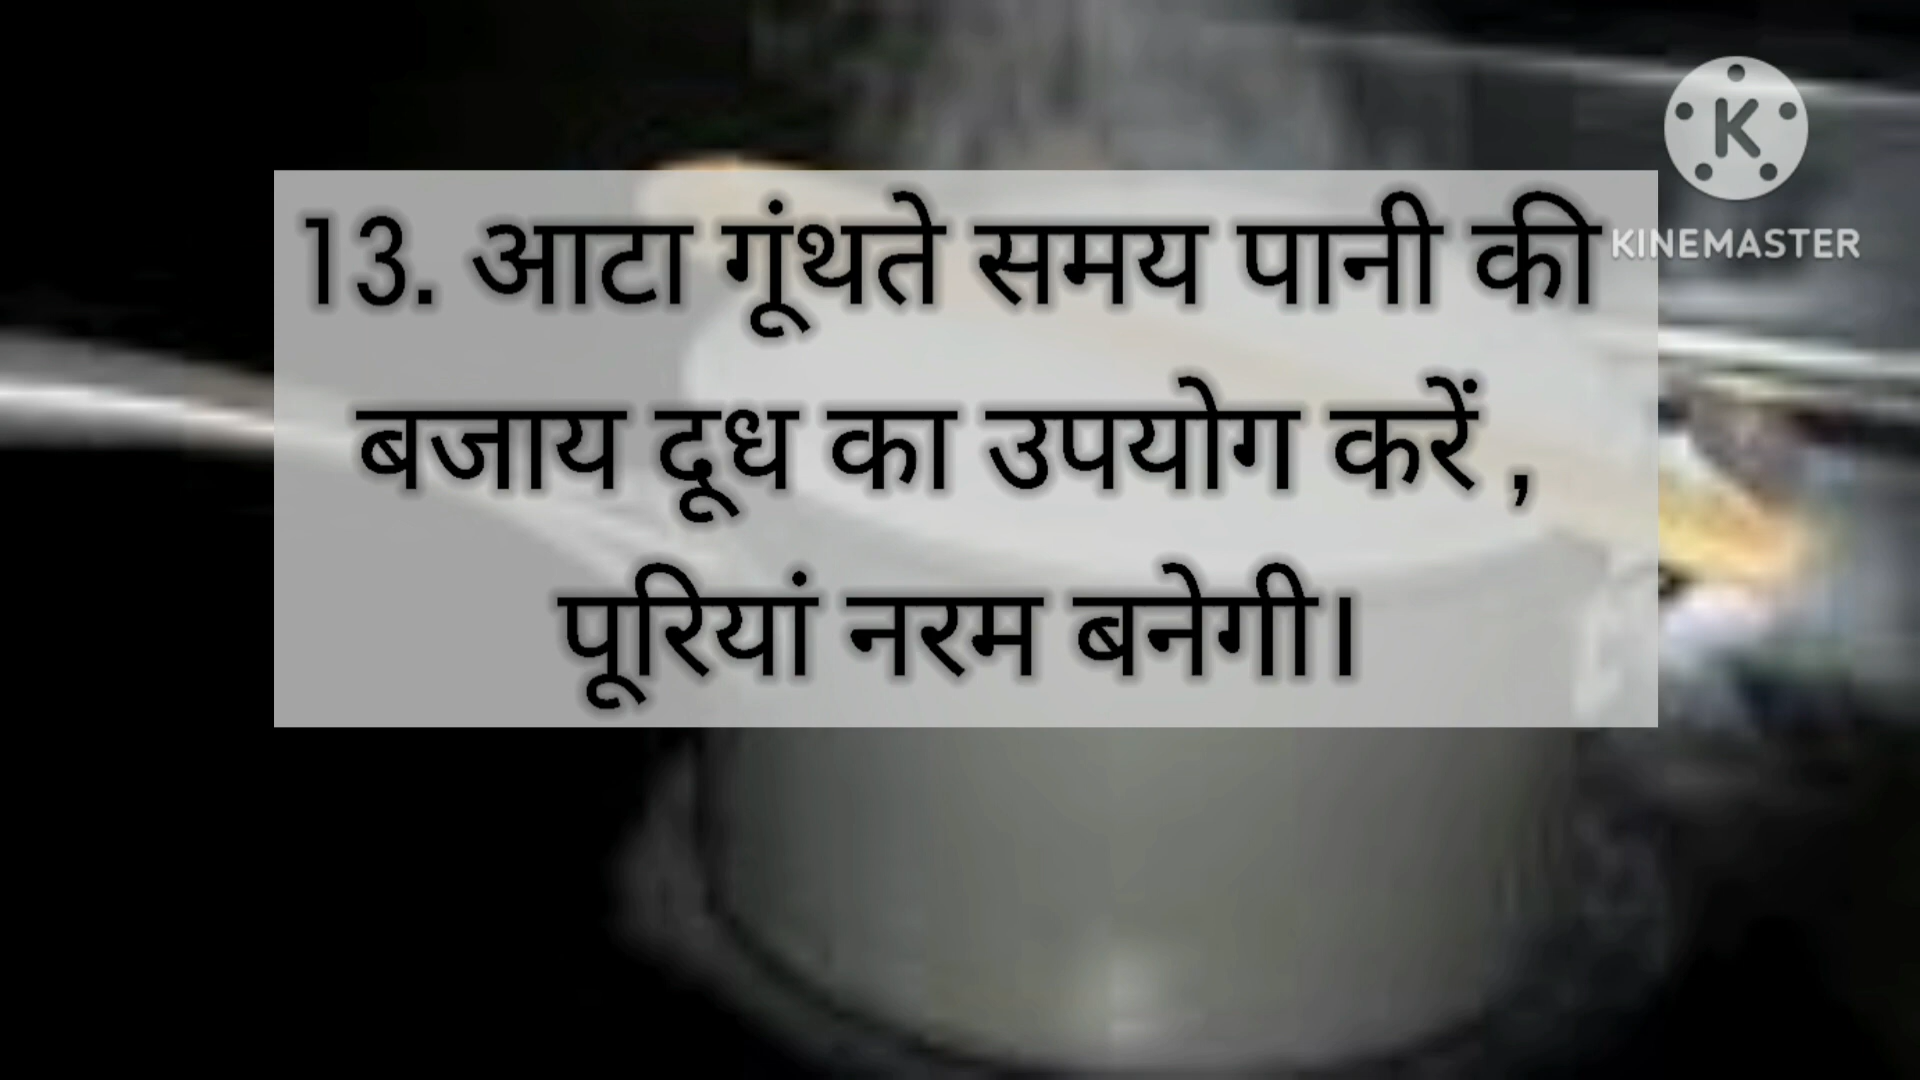 13. आटा गूंथते समय पानी की
बजाय दूध का उपयोग करें ,
पूरियां नरम बनेगी।
KINEMASTER